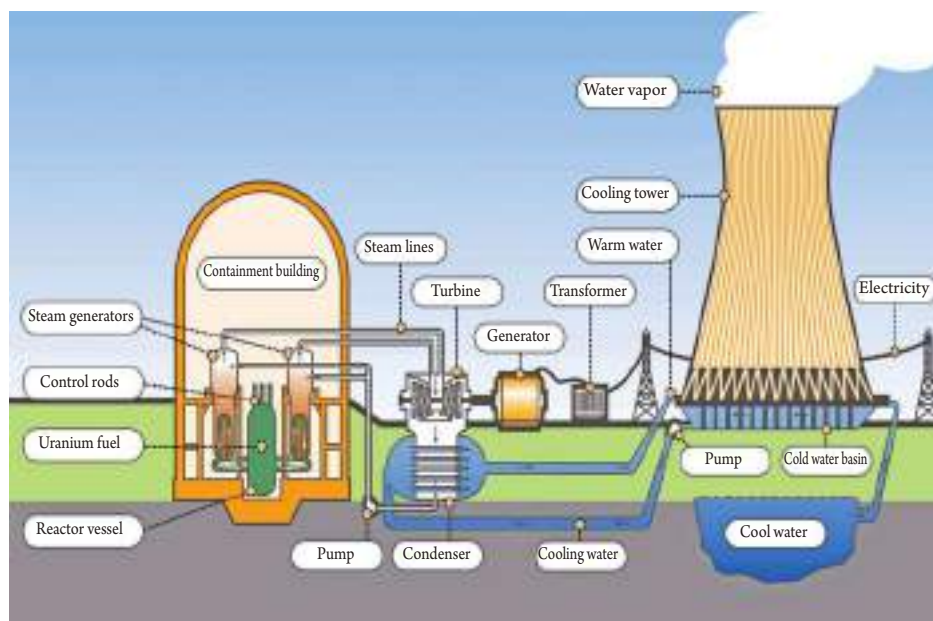 Water vapor
Cooling tower
Steam lines
Warm water
Containment building
Turbine
Transformer
Electricity
Steam generators
Generator
Control rods
Uranium fuel
Pump
Cold water basin
Reactor vessel
Pump
Condenser
Cooling water
Cool water